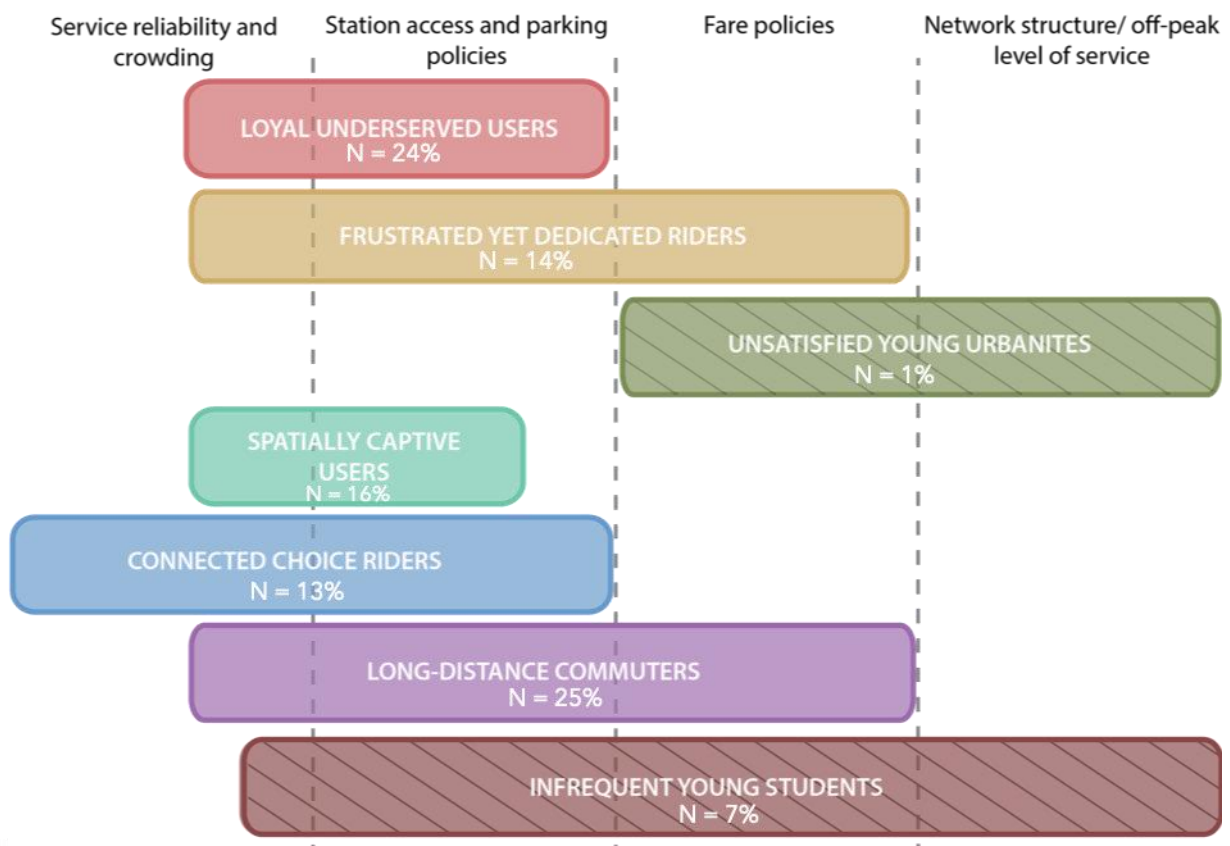 Service reliability and
crowding
Station access and parking
policies
Fare policies
Network structure/ off-peak
level of service
LOYAL UNDERSERVED USERS
N = 24%
FRUSTRATED YET DEDICATED RIDERS
N = 14%
UNSATISFIED YOUNG URBANITES
N = 1%
SPATIALLY CAPTIVE
USERS
N = 16%
CONNECTED CHOICE RIDERS
N = 13%
LONG-DISTANCE COMMUTERS
N = 25%
INFREQUENT YOUNG STUDENTS
N = 7%